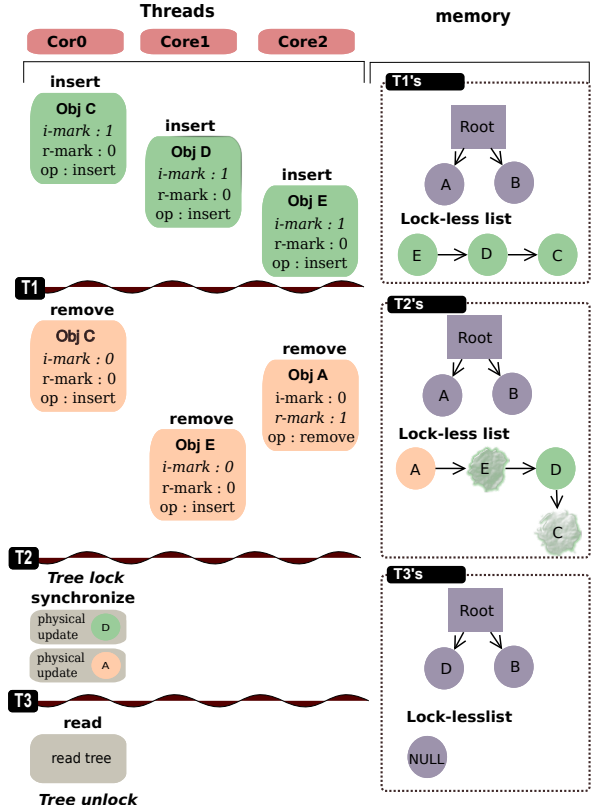 Threads
memory
Cor0
Core1
Core2
insert
Obj C
i-mark : 1
r-mark : 0
op : insert
insert
Obj D
i-mark : 1
r-mark : 0
op : insert
insert
Obj E
i-mark : 1
r-mark : 0
op : insert
T1's
Root
A
B
Lock-less list
E
D
C
T1
remove
Obj C
i-mark : 0
r-mark : 0
op : insert
remove
Obj E
i-mark : 0
r-mark : 0
op : insert
remove
Obj A
i-mark : 0
r-mark : 1
op : remove
T2's
Root
A
B
Lock-less list
A
E
D
C
T2
Tree lock
synchronize
physical
update
D
physical
update
A
T3's
Root
D
B
Lock-lesslist
NULL
T3
read
read tree
Tree unlock